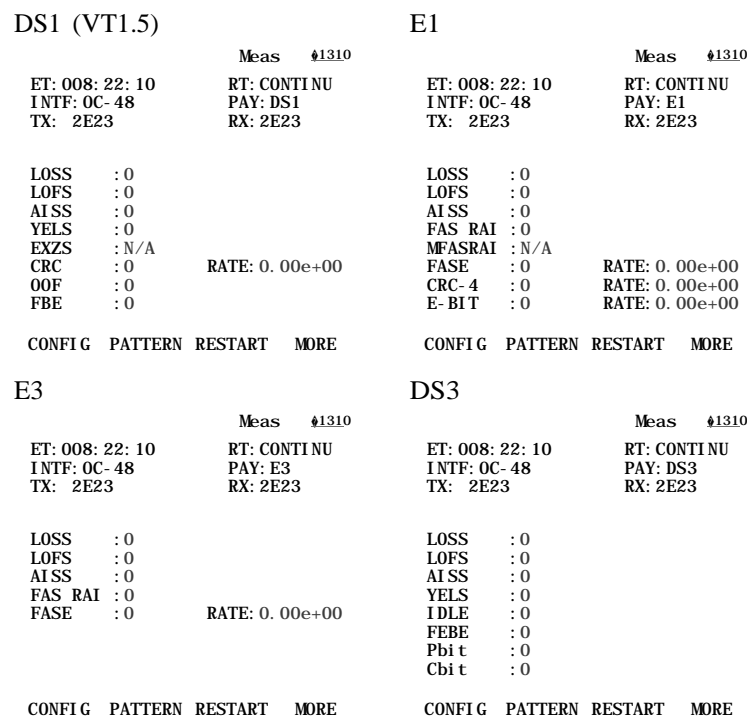 DS1 (VT1.5)
Meas 1310
ET:008:22:10 RT:CONTINU
INTF:OC-48 PAY:DS1
TX: 2E23 RX:2E23
LOSS :0
LOFS :0
AISS :0
YELS :0
EXZS :N/A
CRC :0 RATE:0.00e+00
OOF :0
FBE :0
CONFIG PATTERN RESTART MORE
E1
Meas 1310
ET:008:22:10 RT:CONTINU
INTF:OC-48 PAY:E1
TX: 2E23 RX:2E23
LOSS :0
LOFS :0
AISS :0
FAS RAI :0
MFASRAI :N/A
FASE :0 RATE:0.00e+00
CRC-4 :0 RATE:0.00e+00
E-BIT :0 RATE:0.00e+00
CONFIG PATTERN RESTART MORE
E3
Meas 1310
ET:008:22:10 RT:CONTINU
INTF:OC-48 PAY:E3
TX: 2E23 RX:2E23
LOSS :0
LOFS :0
AISS :0
FAS RAI :0
FASE :0 RATE:0.00e+00
CONFIG PATTERN RESTART MORE
DS3
Meas 1310
ET:008:22:10 RT:CONTINU
INTF:OC-48 PAY:DS3
TX: 2E23 RX:2E23
LOSS :0
LOFS :0
AISS :0
YELS :0
IDLE :0
FEBE :0
Pbit :0
Cbit :0
CONFIG PATTERN RESTART MORE